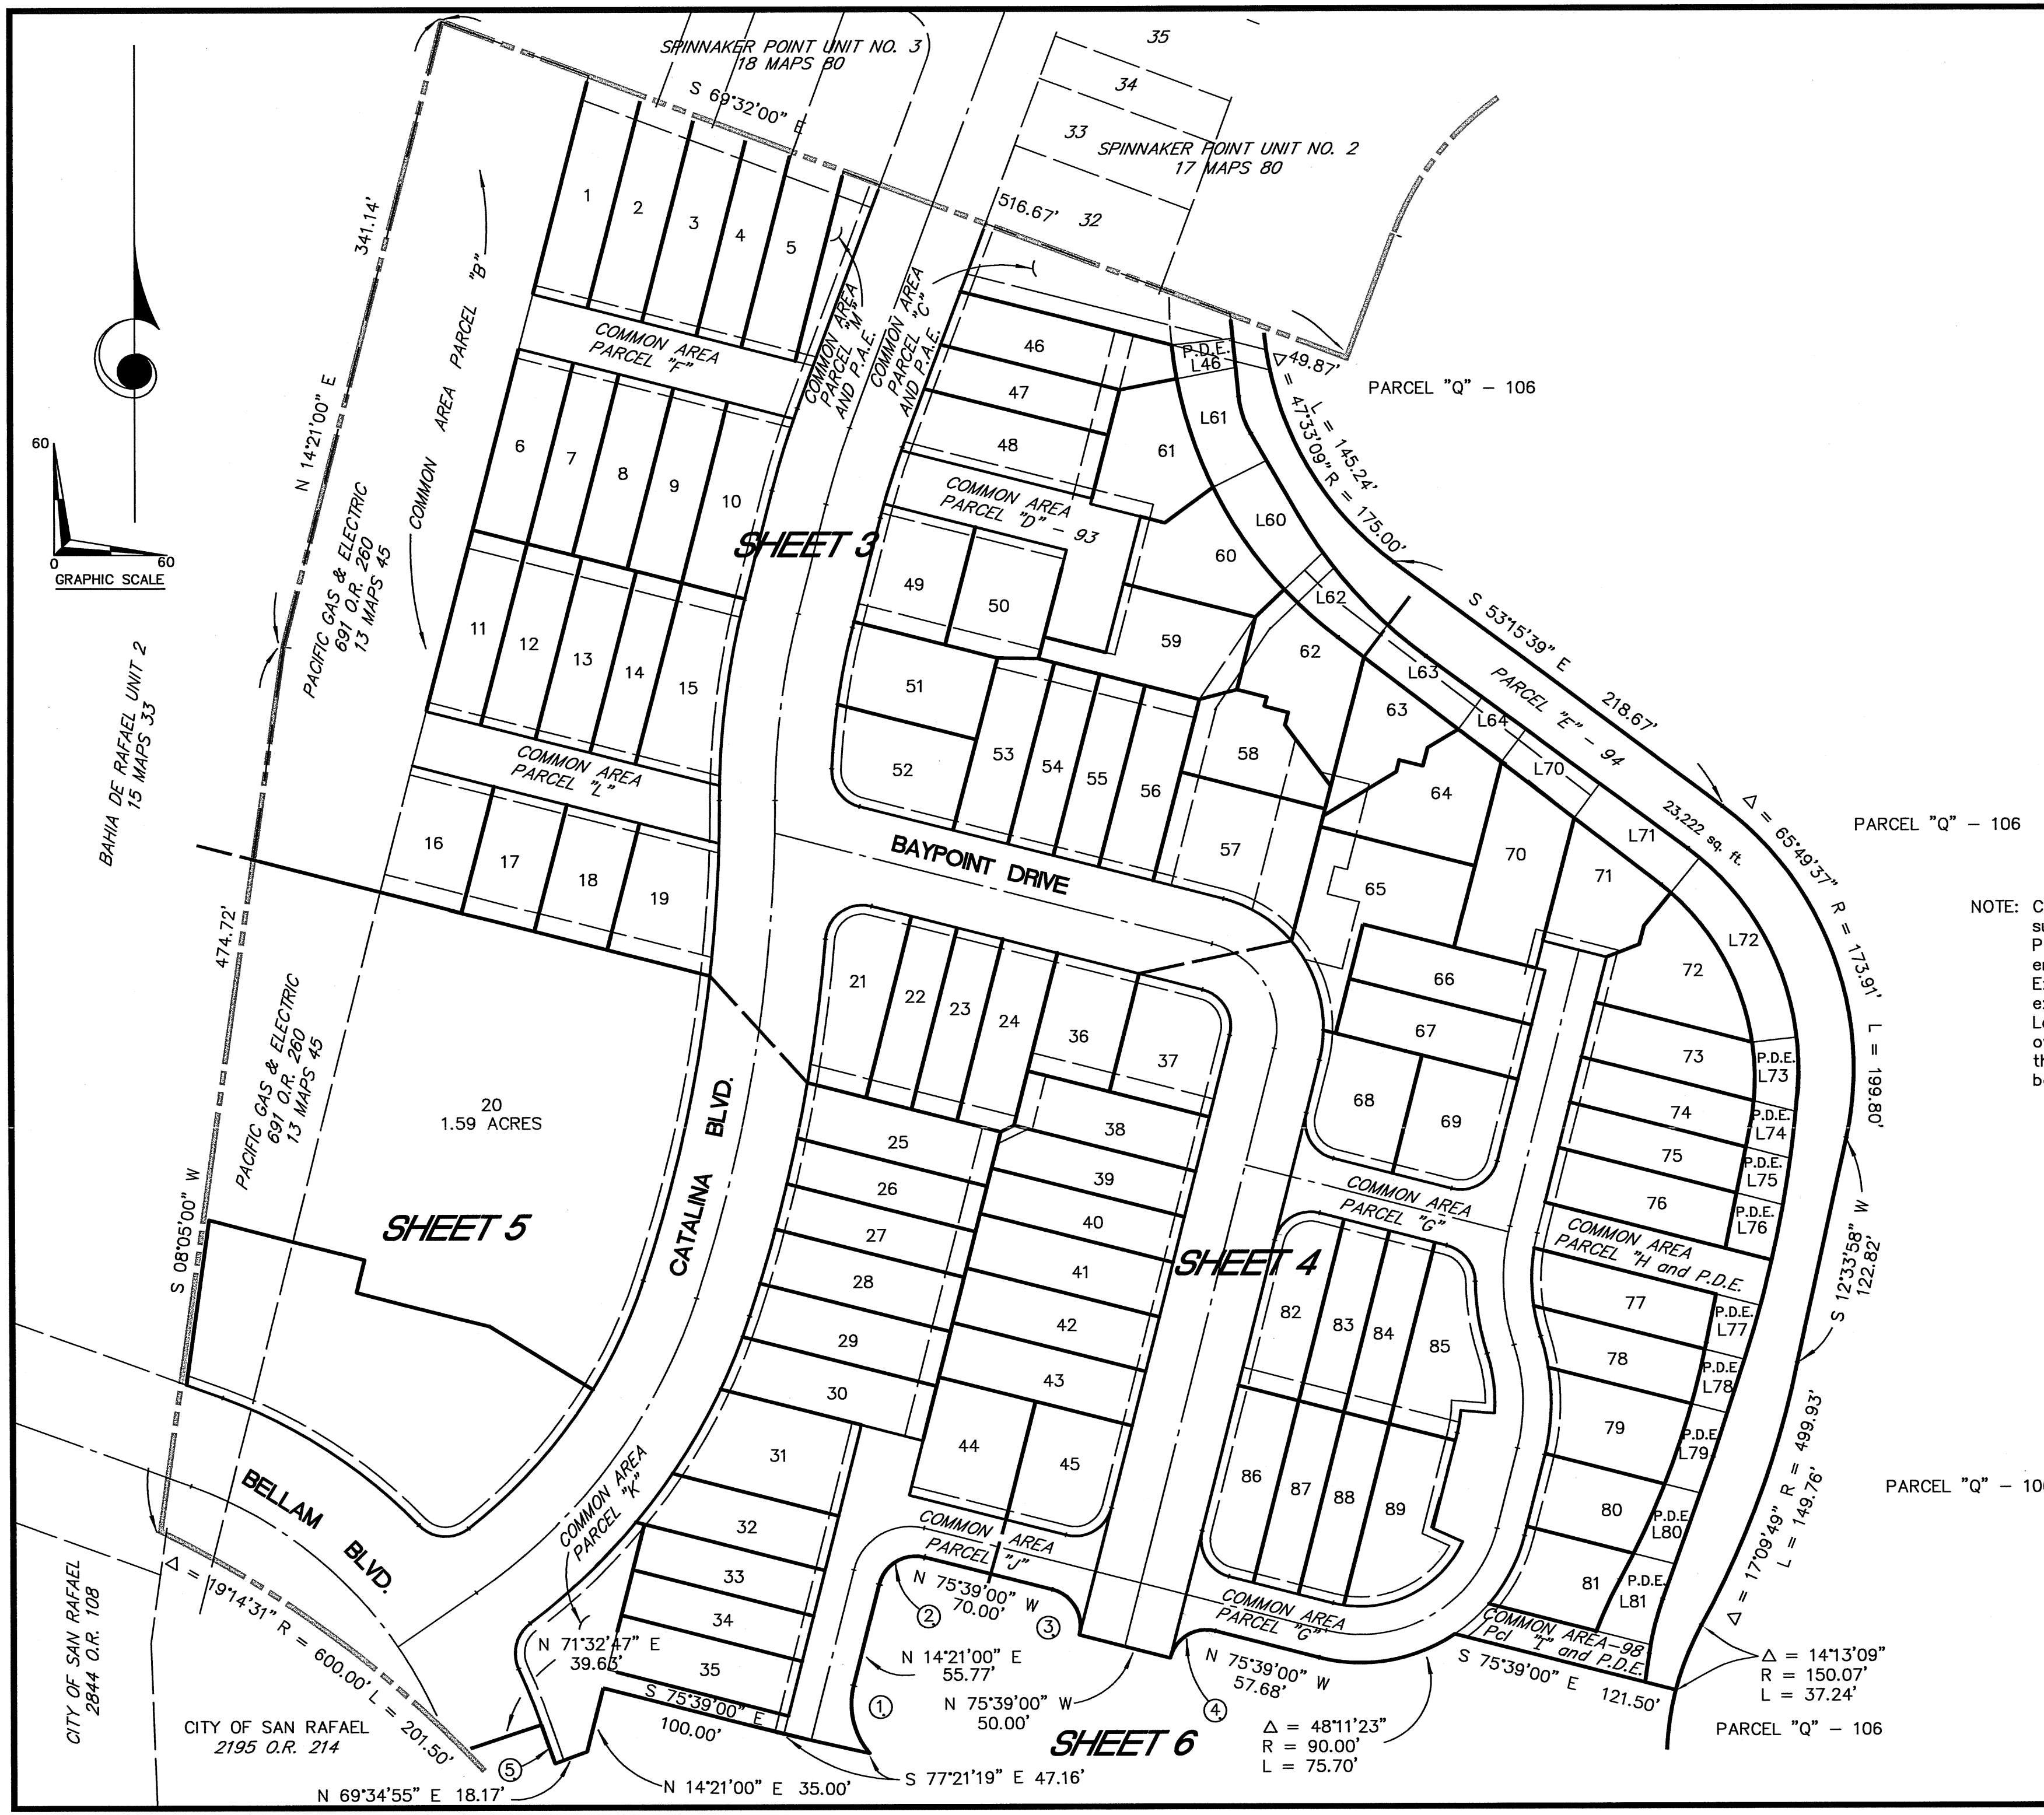 SPINNAKER POINT UNIT NO. 3
18 MAPS 80
S 69°32'00" E
35
34
33
SPINNAKER POINT UNIT NO. 2
17 MAPS 80
516.67'
32
341.14'
N 14°21'00" E
COMMON AREA PARCEL "B"
1
2
3
4
5
COMMON AREA
PARCEL "F"
COMMON AREA
PARCEL "M"
AND P.A.E.
COMMON AREA
PARCEL "C"
AND P.A.E.
46
47
48
P.D.E.
L46
L61
61
49.87'
Δ = 47°33'09" R = 175.00'
L = 145.24'
PARCEL "Q" – 106
60
0
60
GRAPHIC SCALE
6
7
8
9
10
SHEET 3
COMMON AREA
PARCEL "D" – 93
L60
60
PACIFIC GAS & ELECTRIC
691 O.R. 260
13 MAPS 45
49
50
59
L62
62
S 53°15'39" E
218.67'
BAHIA DE RAFAEL UNIT 2
15 MAPS 33
11
12
13
14
15
51
52
53
54
55
56
58
57
L63
63
L64
PARCEL "E" – 94
23,222 sq. ft.
L70
64
L71
70
71
65
COMMON AREA
PARCEL "L"
16
17
18
19
BAYPOINT DRIVE
Δ = 65°49'37" R = 173.91' L = 199.80'
PARCEL "Q" – 106
NOTE: C
su
P
en
E
ex
Lo
o
th
b
474.72'
21
22
23
24
36
37
66
67
68
69
L72
72
73
P.D.E.
L73
74
P.D.E.
L74
75
P.D.E.
L75
76
P.D.E.
L76
PACIFIC GAS & ELECTRIC
691 O.R. 260
13 MAPS 45
20
1.59 ACRES
CATALINA BLVD.
25
26
27
28
29
30
38
39
40
41
42
43
44
45
COMMON AREA
PARCEL "G"
COMMON AREA
PARCEL "H and P.D.E.
S 12°33'58" W
122.82'
S 08°05'00" W
SHEET 5
SHEET 4
82
83
84
85
77
P.D.E.
L77
78
P.D.E.
L78
79
P.D.E.
L79
80
P.D.E.
L80
81
P.D.E.
L81
86
87
88
89
Δ = 17°09'49" R = 499.93'
L = 149.76'
PARCEL "Q" – 10
BELLAM BLVD.
COMMON AREA
PARCEL "K"
31
32
33
34
35
COMMON AREA
PARCEL "J"
N 75°39'00" W
70.00'
2.
3.
COMMON AREA
PARCEL "G"
COMMON AREA–98
Pcl "I" and P.D.E.
CITY OF SAN RAFAEL
2844 O.R. 108
Δ = 19°14'31" R = 600.00' L = 201.50'
CITY OF SAN RAFAEL
2195 O.R. 214
N 71°32'47" E
39.63'
S 75°39'00" E
100.00'
N 14°21'00" E
55.77'
1.
N 75°39'00" W
50.00'
N 75°39'00" W
57.68'
4
S 75°39'00" E 121.50'
Δ = 14°13'09"
R = 150.07'
L = 37.24'
PARCEL "Q" – 106
SHEET 6
Δ = 48°11'23"
R = 90.00'
L = 75.70'
5.
N 69°34'55" E 18.17'
N 14°21'00" E 35.00'
S 77°21'19" E 47.16'